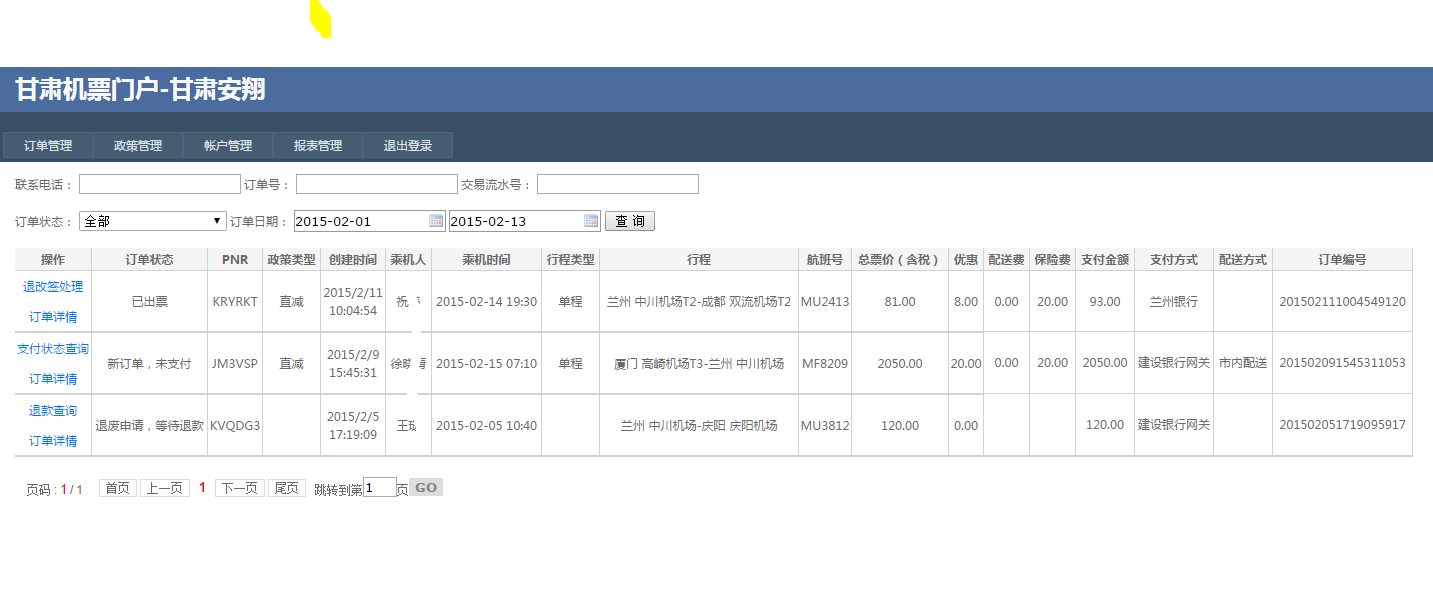 甘肃机票门户-甘肃安翔
订单管理 政策管理 帐户管理 报表管理 退出登录
联系电话： 订单号： 交易流水号：
订单状态： 全部 订单日期： 2015-02-01 2015-02-13 查 询
操作 订单状态 PNR 政策类型 创建时间 乘机人 乘机时间 行程类型 行程 航班号 总票价（含税） 优惠 配送费 保险费 支付金额 支付方式 配送方式 订单编号
退改签处理 订单详情 已出票 KRYRKT 直减 2015/2/11 10:04:54 祝 2015-02-14 19:30 单程 兰州 中川机场T2-成都 双流机场T2 MU2413 81.00 8.00 0.00 20.00 93.00 兰州银行 201502111004549120
支付状态查询 订单详情 新订单，未支付 JM3VSP 直减 2015/2/9 15:45:31 徐 2015-02-15 07:10 单程 厦门 高崎机场T3-兰州 中川机场 MF8209 2050.00 20.00 0.00 20.00 2050.00 建设银行网关 市内配送 201502091545311053
退款查询 订单详情 退废申请，等待退款 KVQDG3 2015/2/5 17:19:09 王 2015-02-05 10:40 兰州 中川机场-庆阳 庆阳机场 MU3812 120.00 0.00 120.00 建设银行网关 201502051719095917
页码 : 1 / 1 首页 上一页 1 下一页 尾页 跳转到第 1 页 GO